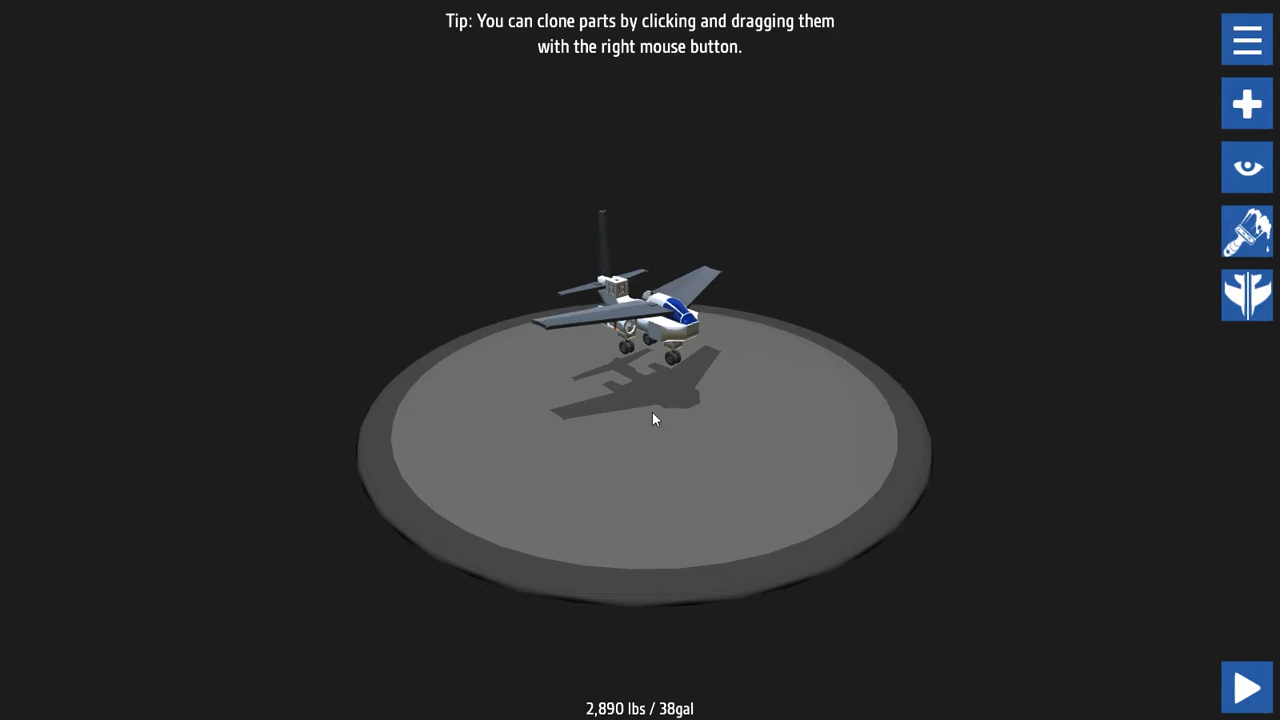 Tip: You can clone parts by clicking and dragging them
with the right mouse button.
2,890 lbs / 38gal